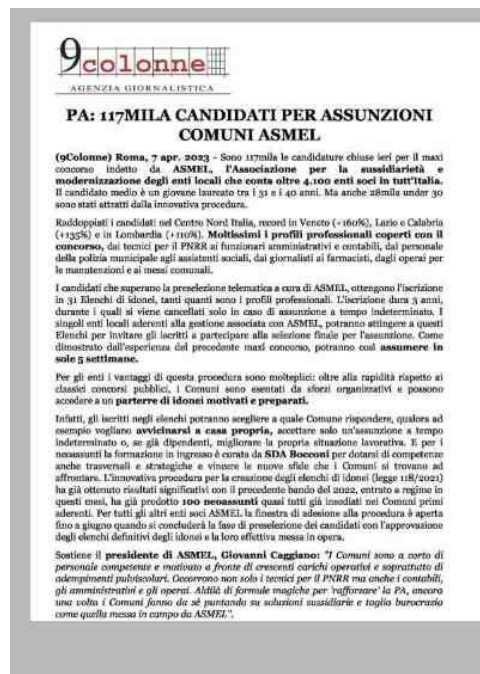 9colonne
AGENZIA GIORNALISTICA
PA: 117MILA CANDIDATI PER ASSUNZIONI
COMUNI ASMEL
(9Colonne) Roma, 7 apr. 2023 - Sono 117mila le candidature chiuse ieri per il maxi
concorso indetto da ASMEL, l'Associazione per la sussidiarietà e
modernizzazione degli enti locali che conta oltre 4.100 enti soci in tutt'Italia.
Il candidato medio è un giovane laureato tra i 31 e i 40 anni. Ma anche 28mila under 30
sono stati attratti dalla innovativa procedura.
Raddoppiati i candidati nel Centro Nord Italia, record in Veneto (+160%), Lazio e Calabria
(+135%) e in Lombardia (+110%). Moltissimi i profili professionali coperti con il
concorso, dai tecnici per il PNRR ai funzionari amministrativi e contabili, dal personale
della polizia municipale agli assistenti sociali, dai giornalisti ai farmacisti, dagli operai per
le manutenzioni e ai messi comunali.
I candidati che superano la preselezione telematica a cura di ASMEL, ottengono l'iscrizione
in 31 Elenchi di idonei, tanti quanti sono i profili professionali. L'iscrizione dura 3 anni,
durante i quali si viene cancellati solo in caso di assunzione a tempo indeterminato. I
singoli enti locali aderenti alla gestione associata con ASMEL, potranno attingere a questi
Elenchi per invitare gli iscritti a partecipare alla selezione finale per l'assunzione. Come
dimostrato dall'esperienza del precedente maxi concorso, potranno così assumere in
sole 5 settimane.
Per gli enti i vantaggi di questa procedura sono molteplici: oltre alla rapidità rispetto ai
classici concorsi pubblici, i Comuni sono esentati da sforzi organizzativi e possono
accedere a un parterre di idonei motivati e preparati.
Infatti, gli iscritti negli elenchi potranno scegliere a quale Comune rispondere, qualora ad
esempio vogliano avvicinarsi a casa propria, accettare solo un'assunzione a tempo
indeterminato o, se già dipendenti, migliorare la propria situazione lavorativa. E per i
neoassunti la formazione in ingresso è curata da SDA Bocconi per dotarsi di competenze
anche trasversali e strategiche e vincere le nuove sfide che i Comuni si trovano ad
affrontare. L'innovativa procedura per la creazione degli elenchi di idonei (legge 118/2021)
ha già ottenuto risultati significativi con il precedente bando del 2022, entrato a regime in
questi mesi, ha già prodotto 100 neoassunti quasi tutti già insediati nei Comuni primi
aderenti. Per tutti gli altri enti soci ASMEL la finestra di adesione alla procedura è aperta
fino a giugno quando si concluderà la fase di preselezione dei candidati con l'approvazione
degli elenchi definitivi degli idonei e la loro effettiva messa in opera.
Sostiene il presidente di ASMEL, Giovanni Caggiano: "I Comuni sono a corto di
personale competente e motivato a fronte di crescenti carichi operativi e soprattutto di
adempimenti pulviscolari. Occorrono non solo i tecnici per il PNRR ma anche i contabili,
gli amministrativi e gli operai. Aldilà di formule magiche per 'rafforzare' la PA, ancora
una volta i Comuni fanno da sé puntando su soluzioni sussidiarie e taglia burocrazia
come quella messa in campo da ASMEL".